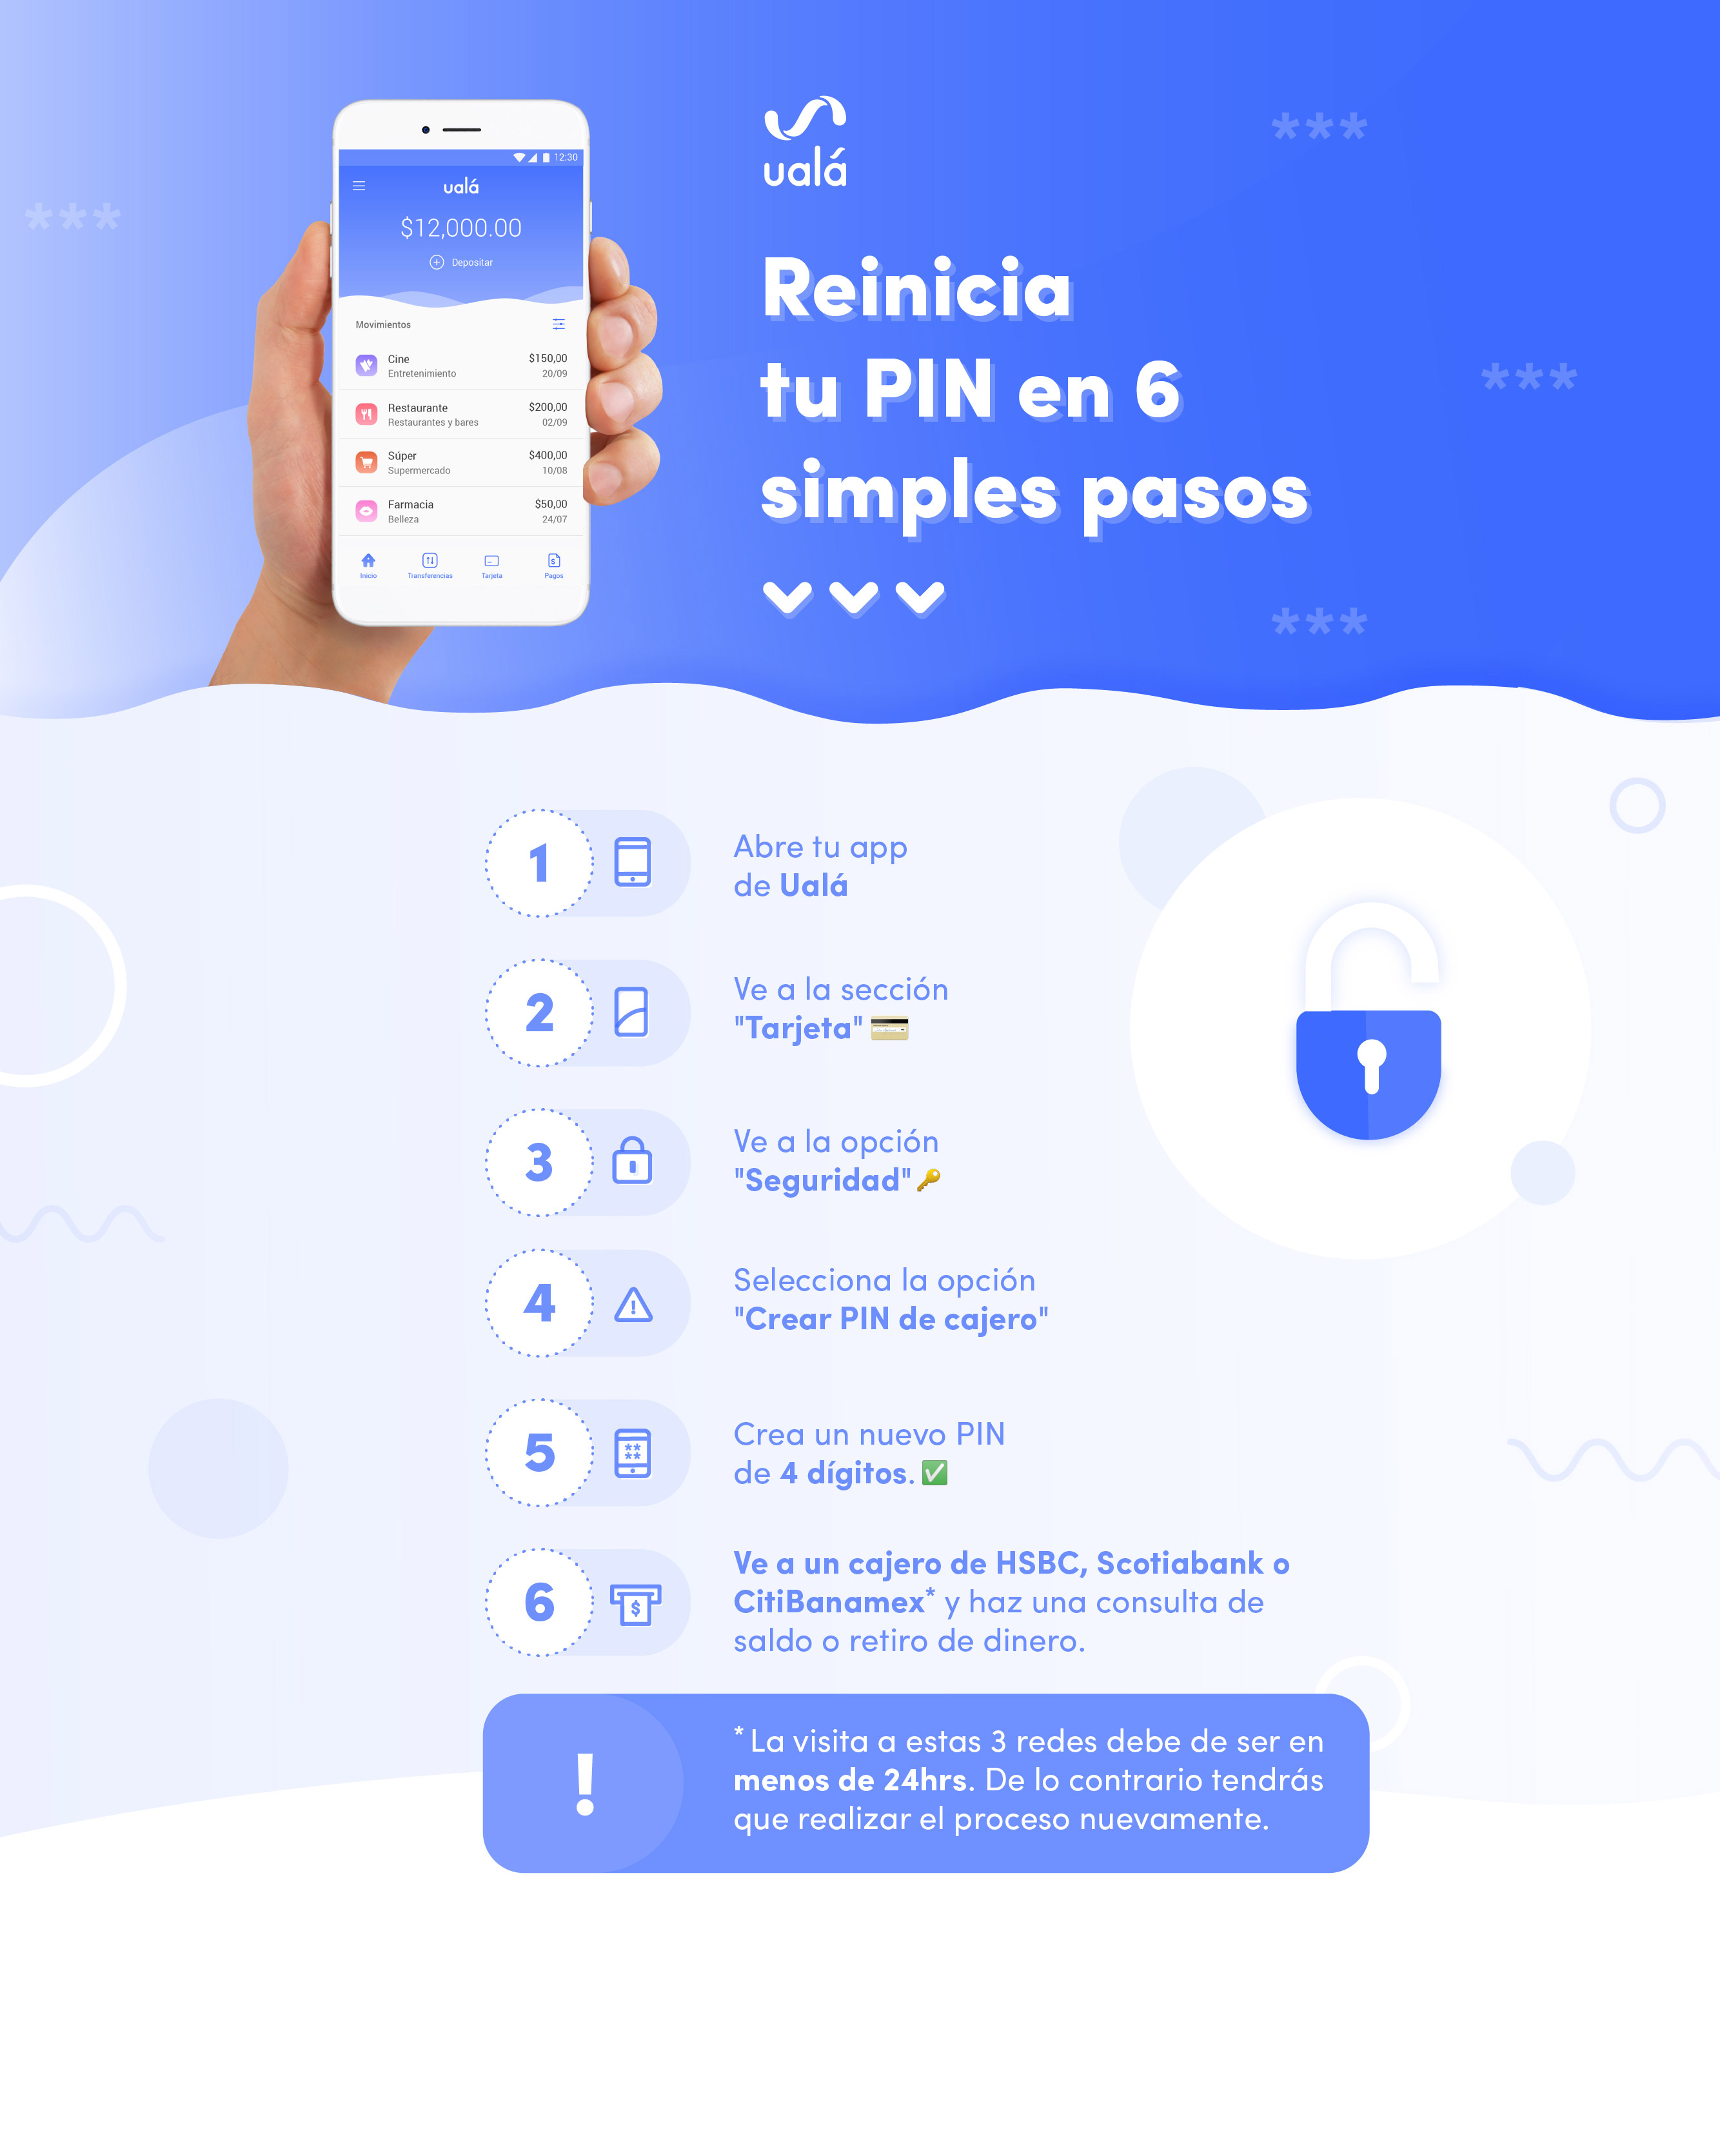 ***
12:30
ualá
$12,000.00
Depositar
Movimientos
Cine $150,00
Entretenimiento 20/09
Restaurante $200,00
Restaurantes y bares 02/09
Súper $400,00
Supermercado 10/08
Farmacia $50,00
Belleza 24/07
Inicio Transferencias Tarjeta Pagos
ualá
***
Reinicia
tu PIN en 6
simples pasos
***
***
1
Abre tu app
de Ualá
2
Ve a la sección
"Tarjeta" 💳
3
Ve a la opción
"Seguridad" 🔑
4
Selecciona la opción
"Crear PIN de cajero"
5
Crea un nuevo PIN
de 4 dígitos. ✅
6
Ve a un cajero de HSBC, Scotiabank o
CitiBanamex* y haz una consulta de
saldo o retiro de dinero.
!
* La visita a estas 3 redes debe de ser en
menos de 24hrs. De lo contrario tendrás
que realizar el proceso nuevamente.